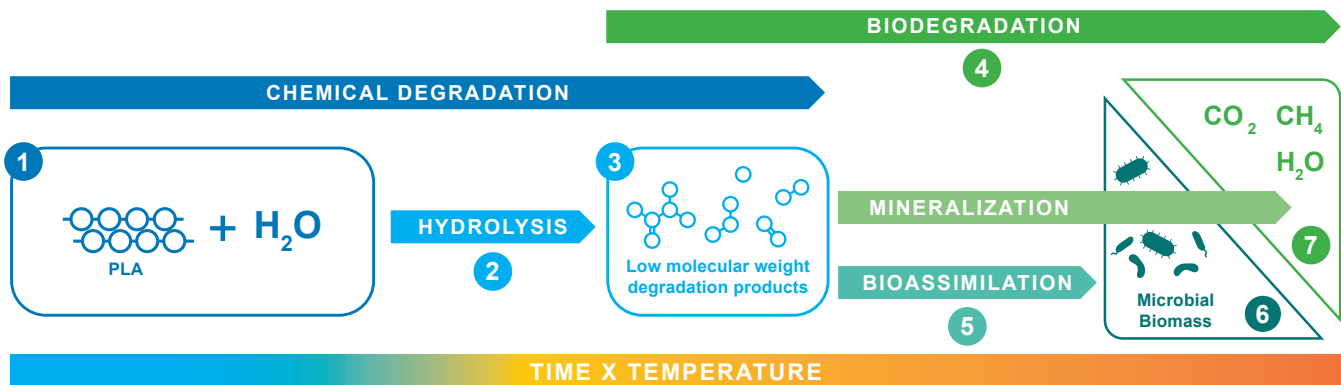 BIODEGRADATION
4
CHEMICAL DEGRADATION
1
PLA
+ H₂O
HYDROLYSIS
2
3
Low molecular weight
degradation products
MINERALIZATION
BIOASSIMILATION
5
Microbial
Biomass
6
CO₂ CH₄
H₂O
7
TIME X TEMPERATURE